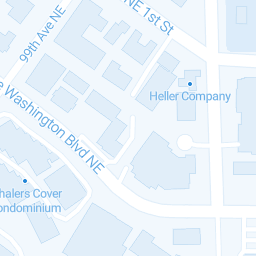 NE 1st St
99th Ave NE
Heller Company
Washington Blvd NE
halers Cover
ondominium